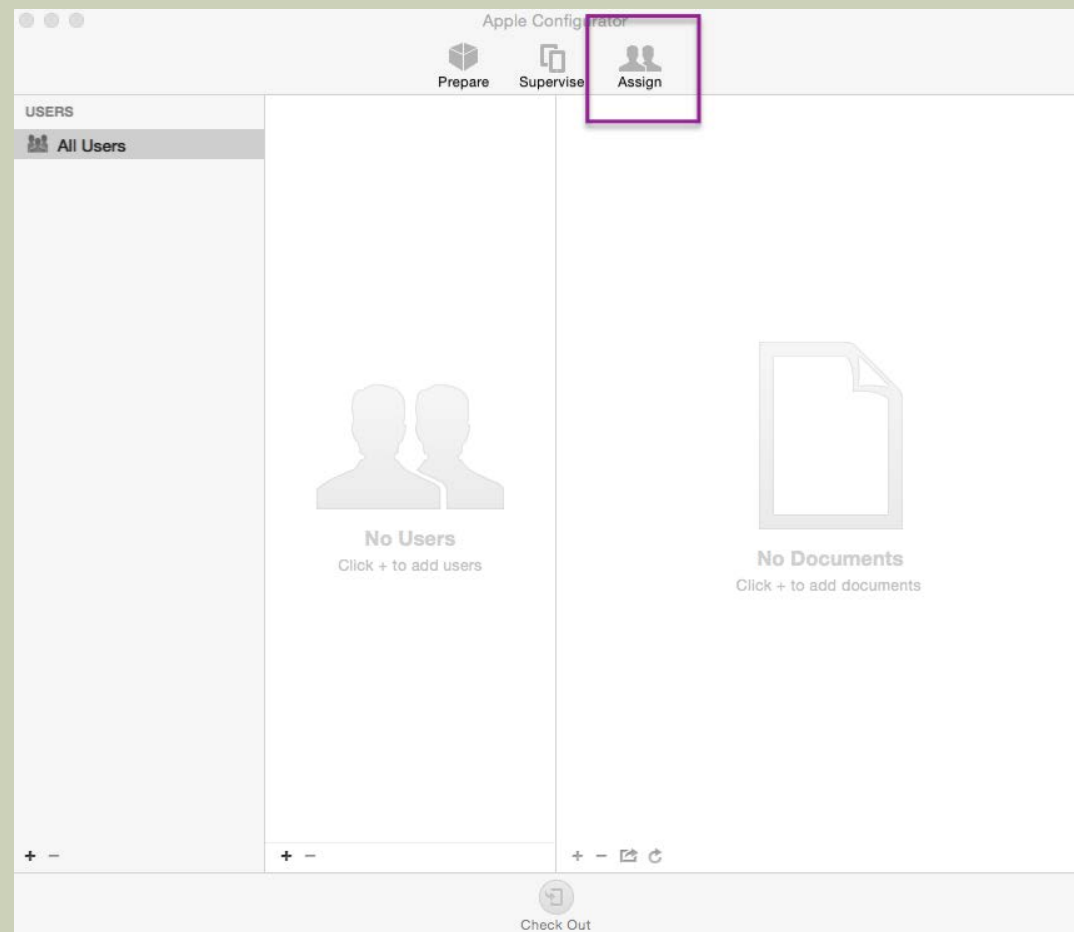 Apple Configurator
Prepare Supervise Assign
USERS
All Users
No Users
Click + to add users
No Documents
Click + to add documents
+ −
+ −
+ −
Check Out